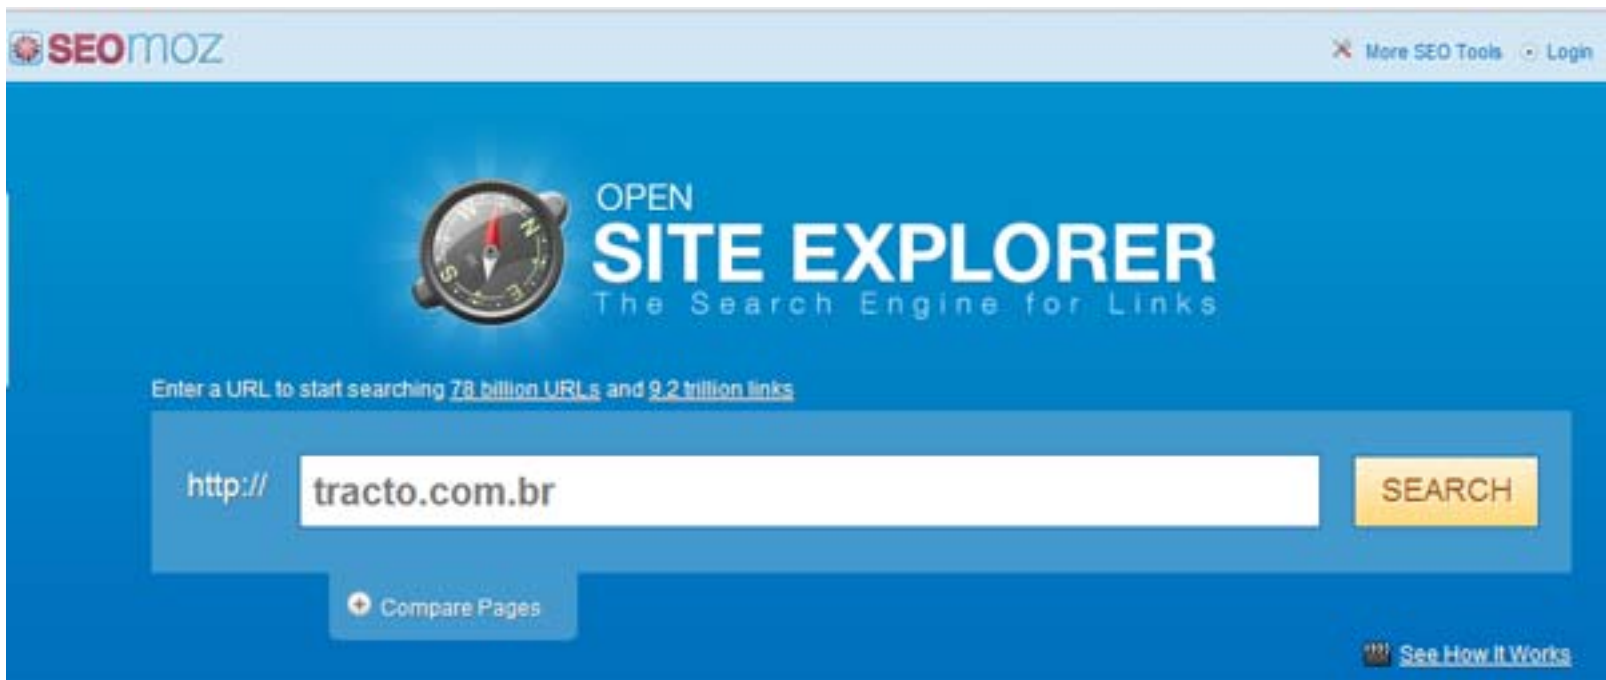 SEOmoz
More SEO Tools Login
OPEN
SITE EXPLORER
The Search Engine for Links
W N
S E
Enter a URL to start searching 78 billion URLs and 9.2 trillion links
http:// tracto.com.br SEARCH
Compare Pages
See How It Works